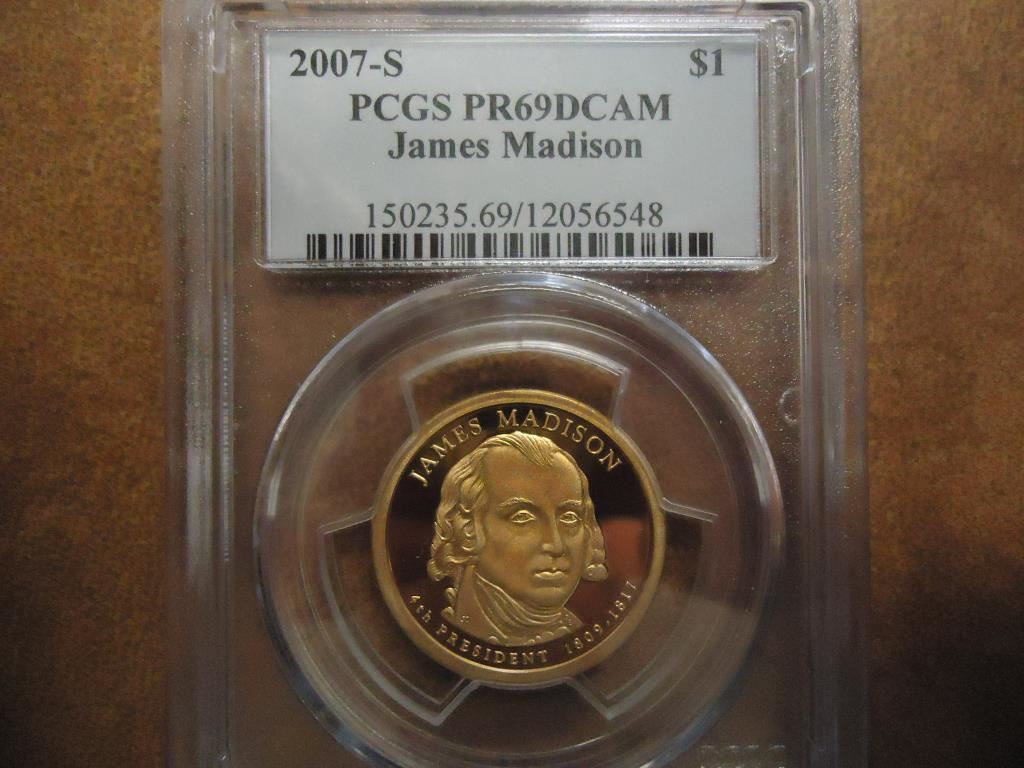 2007-S $1
PCGS PR69DCAM
James Madison
150235.69/12056548
JAMES MADISON
4th PRESIDENT 1809-1817